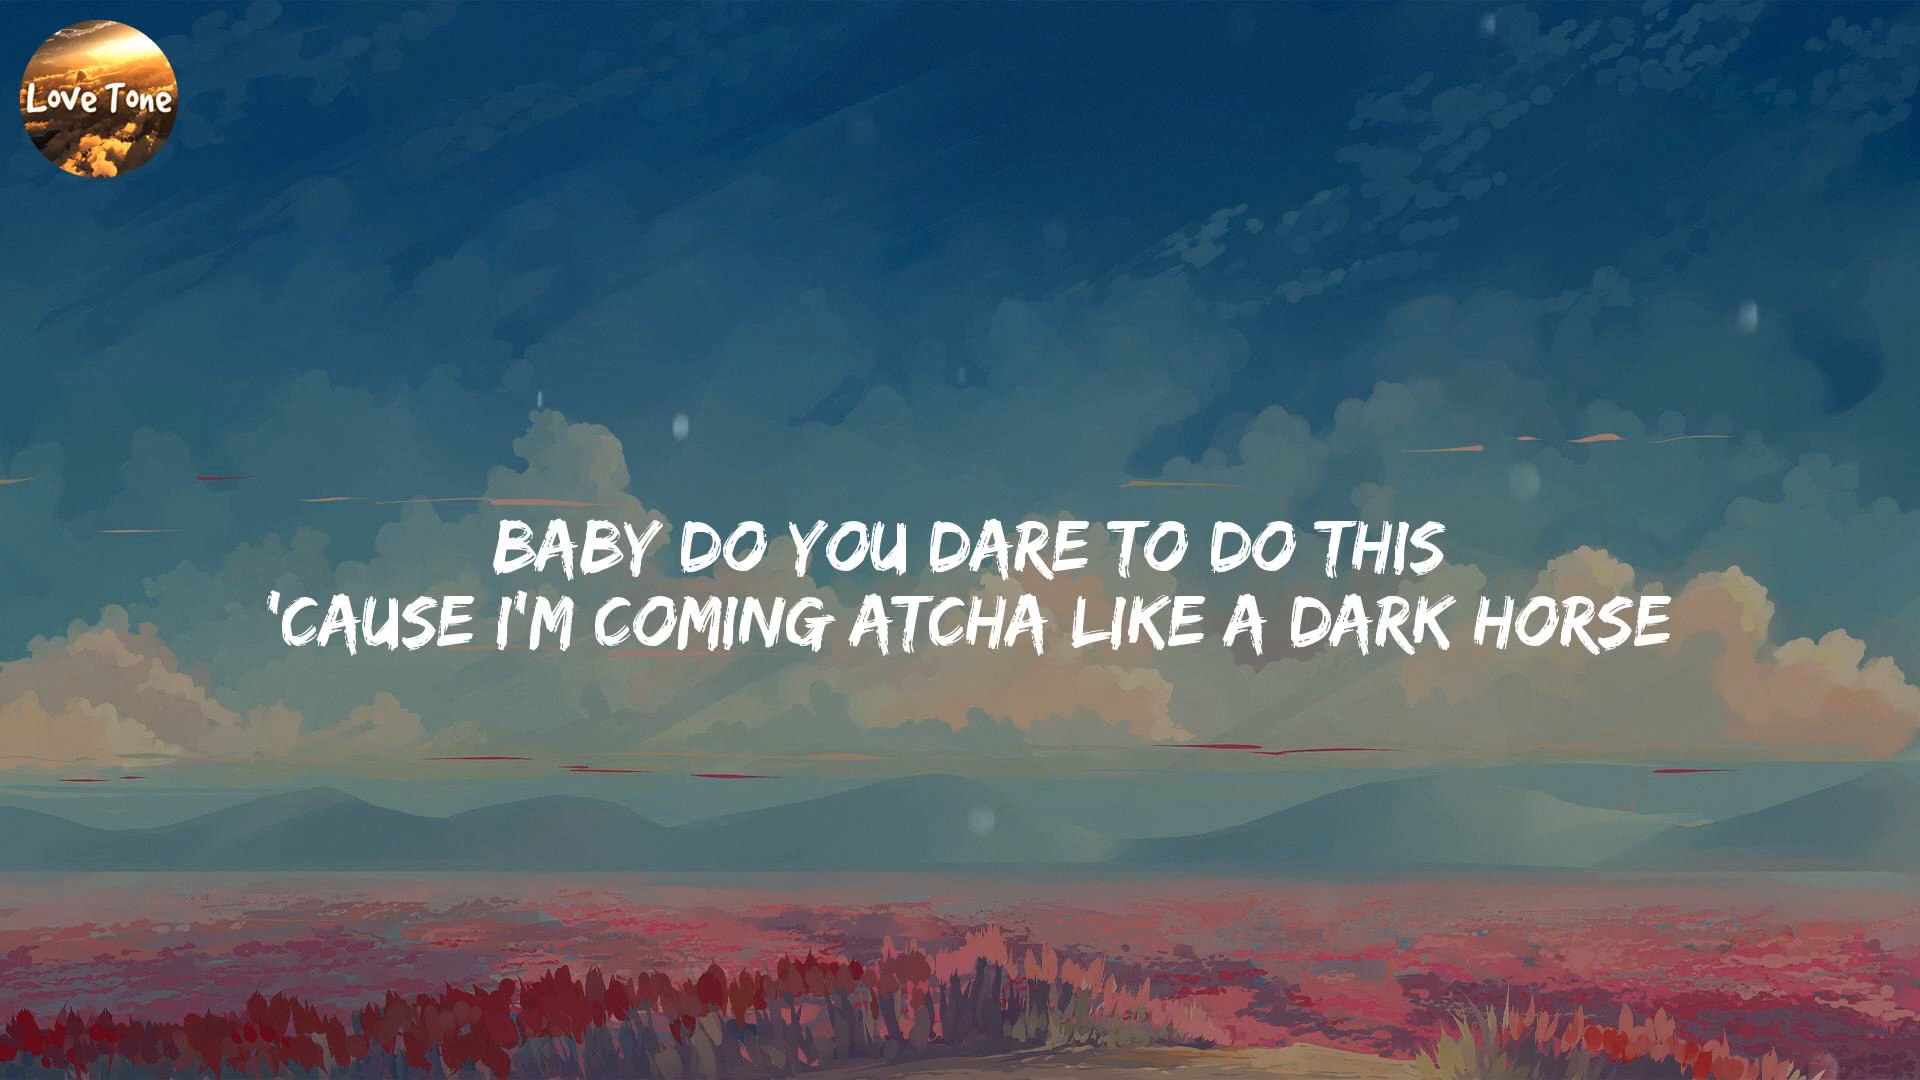 Love Tone
BABY DO YOU DARE TO DO THIS
'CAUSE I'M COMING ATCHA LIKE A DARK HORSE